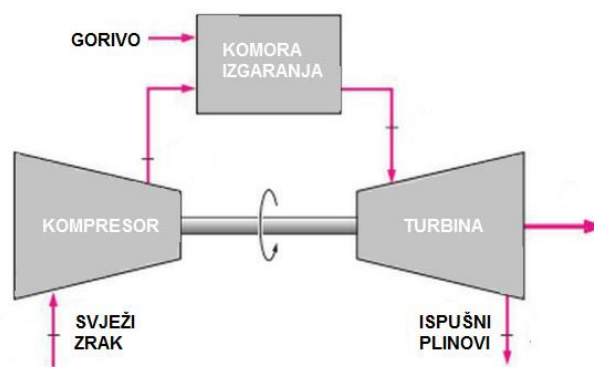 GORIVO
KOMORA
IZGARANJA
KOMPRESOR
TURBINA
SVJEŽI
ZRAK
ISPUŠNI
PLINOVI